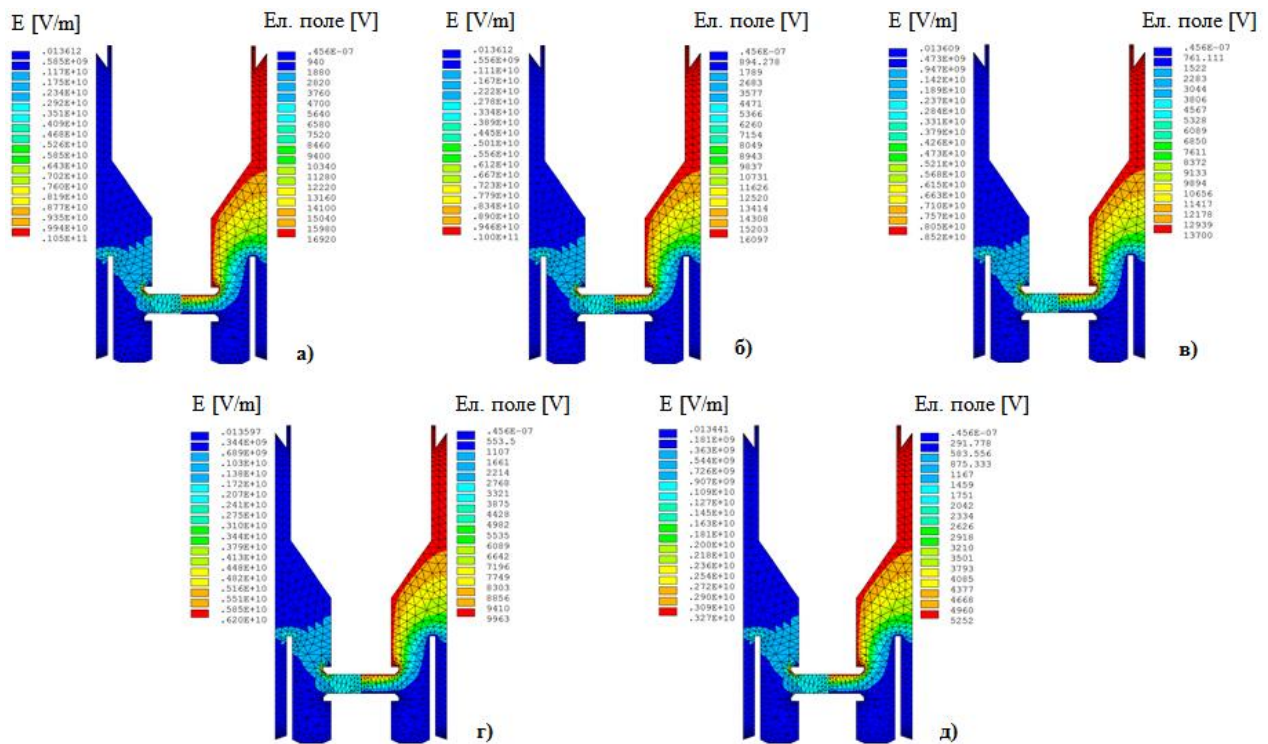 E [V/m]
Ел. поле [V]
.013612
.585E+09
.117E+10
.175E+10
.234E+10
.292E+10
.351E+10
.409E+10
.468E+10
.526E+10
.585E+10
.643E+10
.702E+10
.760E+10
.819E+10
.877E+10
.935E+10
.994E+10
.105E+11
.456E-07
940
1880
2820
3760
4700
5640
6580
7520
8460
9400
10340
11280
12220
13160
14100
15040
15980
16920
а)
E [V/m]
Ел. поле [V]
.013612
.556E+09
.111E+10
.167E+10
.222E+10
.278E+10
.334E+10
.389E+10
.445E+10
.501E+10
.556E+10
.612E+10
.667E+10
.723E+10
.779E+10
.834E+10
.890E+10
.946E+10
.100E+11
.456E-07
894.278
1789
2683
3577
4471
5366
6260
7154
8049
8943
9837
10731
11626
12520
13414
14308
15203
16097
б)
E [V/m]
Ел. поле [V]
.013609
.473E+09
.947E+09
.142E+10
.189E+10
.237E+10
.284E+10
.331E+10
.379E+10
.426E+10
.473E+10
.521E+10
.568E+10
.615E+10
.663E+10
.710E+10
.757E+10
.805E+10
.852E+10
.456E-07
761.111
1522
2283
3044
3806
4567
5328
6089
6850
7611
8372
9133
9894
10656
11417
12178
12939
13700
в)
E [V/m]
Ел. поле [V]
.013597
.344E+09
.689E+09
.103E+10
.138E+10
.172E+10
.207E+10
.241E+10
.275E+10
.310E+10
.344E+10
.379E+10
.413E+10
.448E+10
.482E+10
.516E+10
.551E+10
.585E+10
.620E+10
.456E-07
553.5
1107
1661
2214
2768
3321
3875
4428
4982
5535
6089
6642
7196
7749
8303
8856
9410
9963
г)
E [V/m]
Ел. поле [V]
.013441
.181E+09
.363E+09
.544E+09
.726E+09
.907E+09
.109E+10
.127E+10
.145E+10
.163E+10
.181E+10
.200E+10
.218E+10
.236E+10
.254E+10
.272E+10
.290E+10
.309E+10
.327E+10
.456E-07
291.778
583.556
875.333
1167
1459
1751
2042
2334
2626
2918
3210
3501
3793
4085
4377
4668
4960
5252
д)